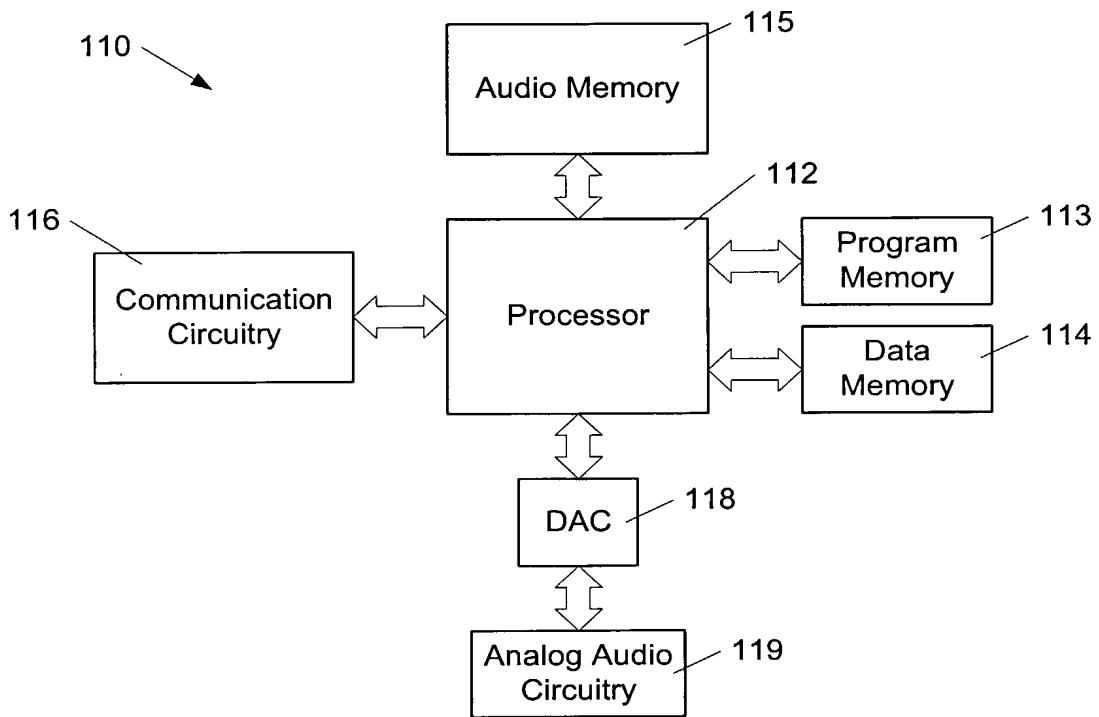 115
110
Audio Memory
112
116
113
Program
Memory
Communication
Circuitry
Processor
114
Data
Memory
118
DAC
119
Analog Audio
Circuitry